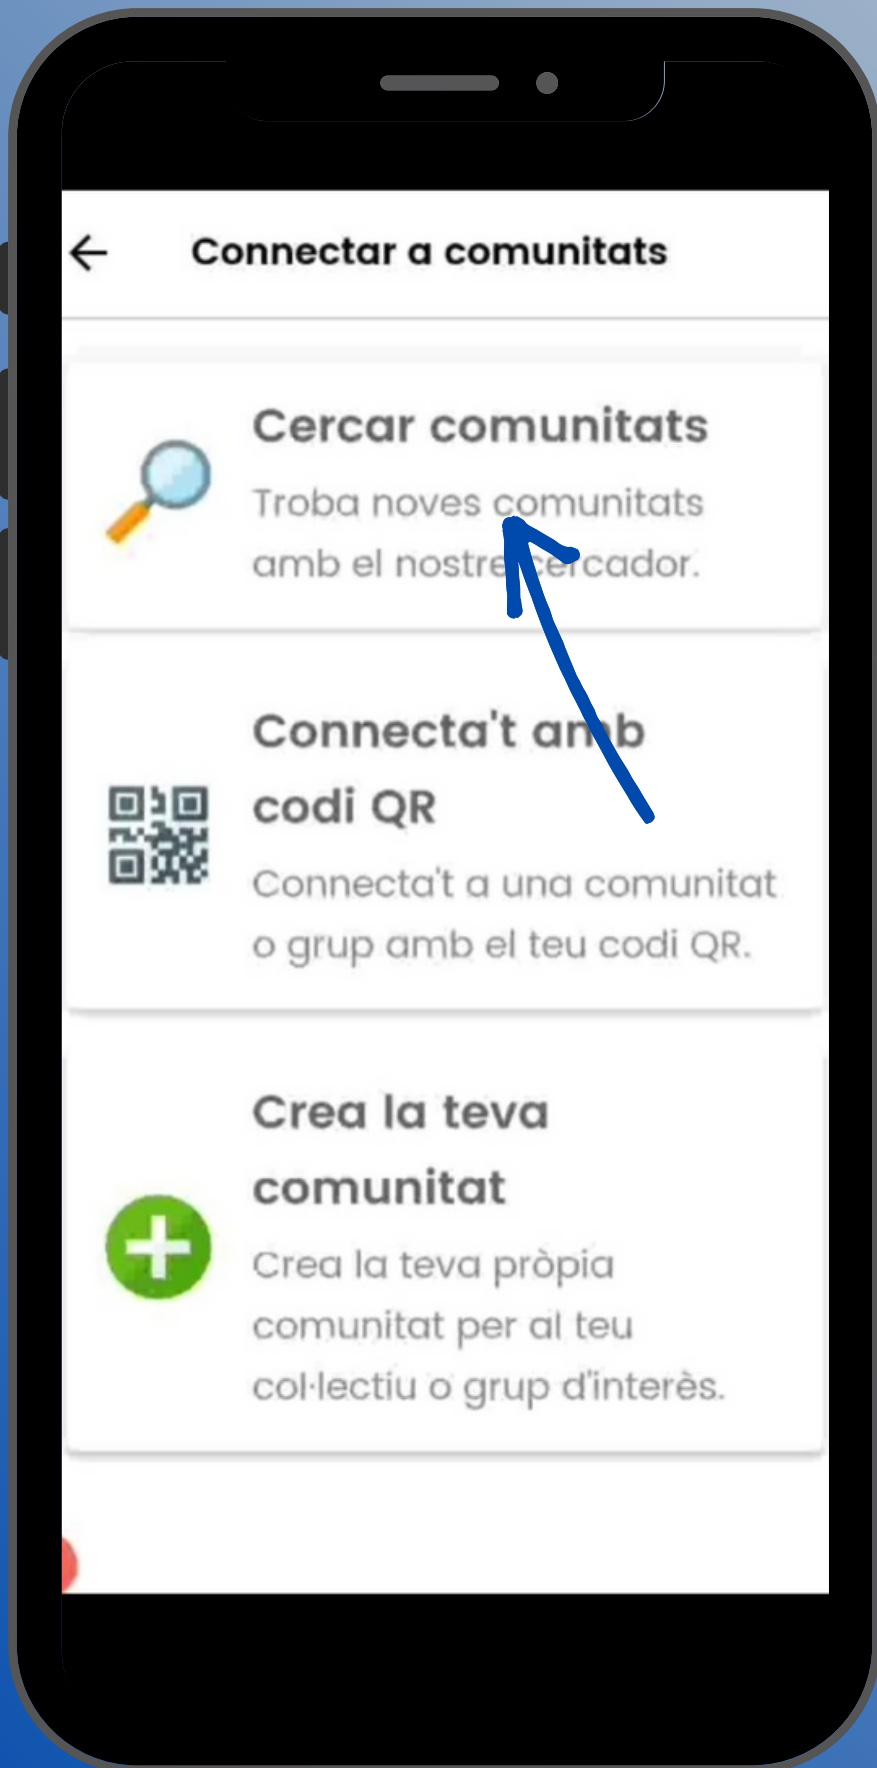 Connectar a comunitats
Cercar comunitats
Troba noves comunitats
amb el nostre cercador.
Connecta't amb
codi QR
Connecta't a una comunitat
o grup amb el teu codi QR.
Crea la teva
comunitat
Crea la teva pròpia
comunitat per al teu
col·lectiu o grup d'interès.